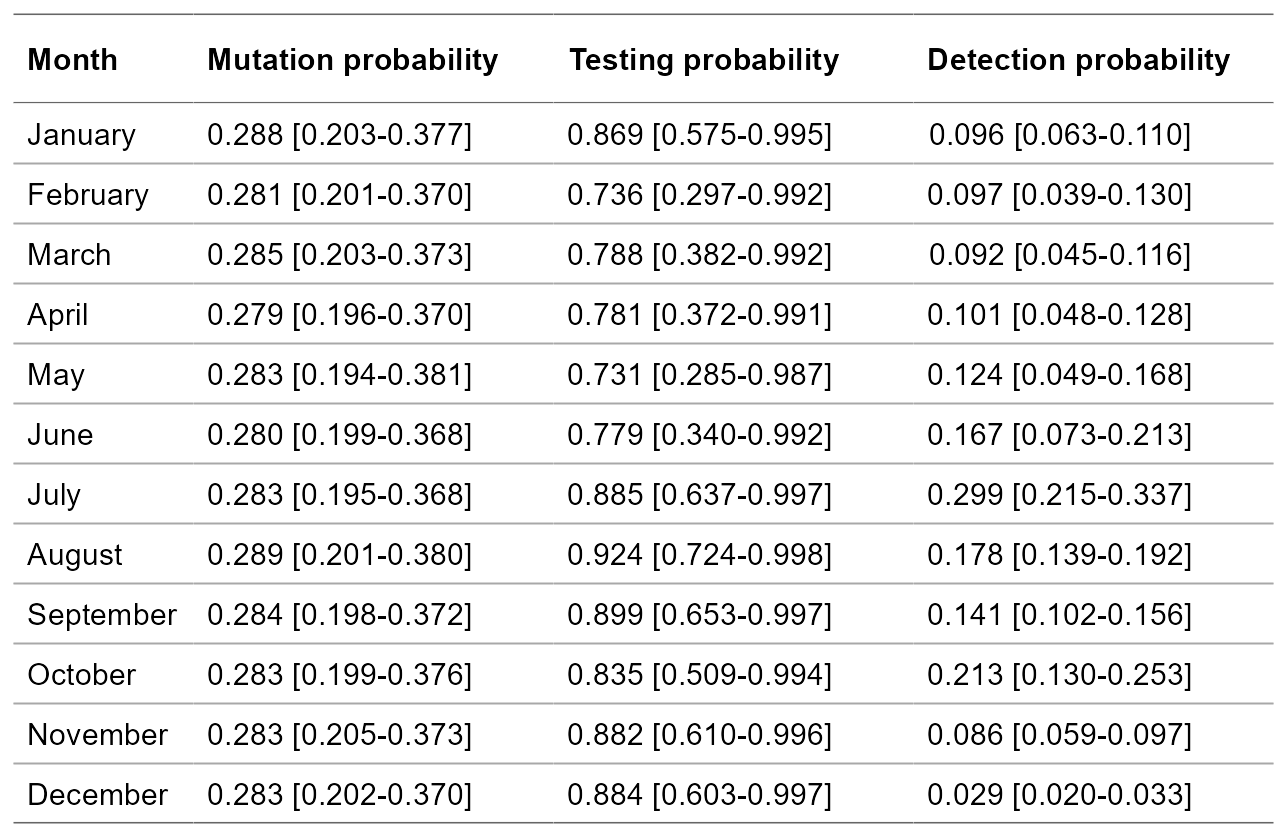 Month Mutation probability Testing probability Detection probability
January 0.288 [0.203-0.377] 0.869 [0.575-0.995] 0.096 [0.063-0.110]
February 0.281 [0.201-0.370] 0.736 [0.297-0.992] 0.097 [0.039-0.130]
March 0.285 [0.203-0.373] 0.788 [0.382-0.992] 0.092 [0.045-0.116]
April 0.279 [0.196-0.370] 0.781 [0.372-0.991] 0.101 [0.048-0.128]
May 0.283 [0.194-0.381] 0.731 [0.285-0.987] 0.124 [0.049-0.168]
June 0.280 [0.199-0.368] 0.779 [0.340-0.992] 0.167 [0.073-0.213]
July 0.283 [0.195-0.368] 0.885 [0.637-0.997] 0.299 [0.215-0.337]
August 0.289 [0.201-0.380] 0.924 [0.724-0.998] 0.178 [0.139-0.192]
September 0.284 [0.198-0.372] 0.899 [0.653-0.997] 0.141 [0.102-0.156]
October 0.283 [0.199-0.376] 0.835 [0.509-0.994] 0.213 [0.130-0.253]
November 0.283 [0.205-0.373] 0.882 [0.610-0.996] 0.086 [0.059-0.097]
December 0.283 [0.202-0.370] 0.884 [0.603-0.997] 0.029 [0.020-0.033]